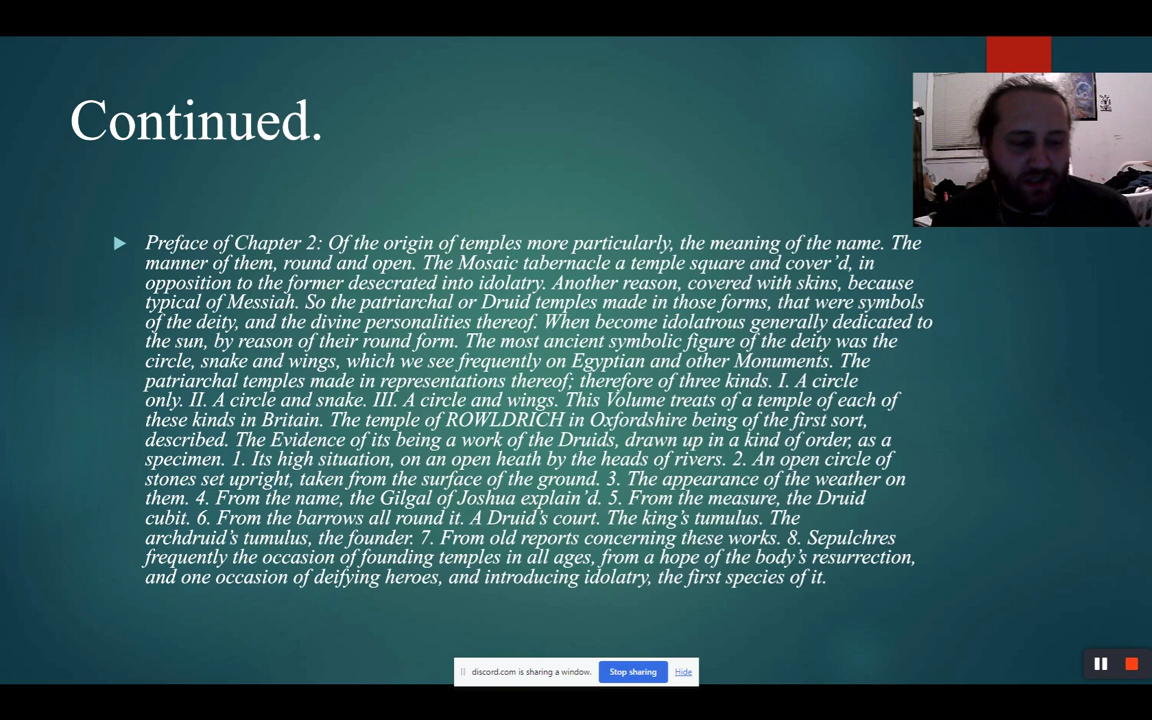 Continued.
Preface of Chapter 2: Of the origin of temples more particularly, the meaning of the name. The
manner of them, round and open. The Mosaic tabernacle a temple square and cover’d, in
opposition to the former desecrated into idolatry. Another reason, covered with skins, because
typical of Messiah. So the patriarchal or Druid temples made in those forms, that were symbols
of the deity, and the divine personalities thereof. When become idolatrous generally dedicated to
the sun, by reason of their round form. The most ancient symbolic figure of the deity was the
circle, snake and wings, which we see frequently on Egyptian and other Monuments. The
patriarchal temples made in representations thereof; therefore of three kinds. I. A circle
only. II. A circle and snake. III. A circle and wings. This Volume treats of a temple of each of
these kinds in Britain. The temple of ROWLDRICH in Oxfordshire being of the first sort,
described. The Evidence of its being a work of the Druids, drawn up in a kind of order, as a
specimen. 1. Its high situation, on an open heath by the heads of rivers. 2. An open circle of
stones set upright, taken from the surface of the ground. 3. The appearance of the weather on
them. 4. From the name, the Gilgal of Joshua explain’d. 5. From the measure, the Druid
cubit. 6. From the barrows all round it. A Druid’s court. The king’s tumulus. The
archdruid’s tumulus, the founder. 7. From old reports concerning these works. 8. Sepulchres
frequently the occasion of founding temples in all ages, from a hope of the body’s resurrection,
and one occasion of deifying heroes, and introducing idolatry, the first species of it.
discord.com is sharing a window. Stop sharing Hide